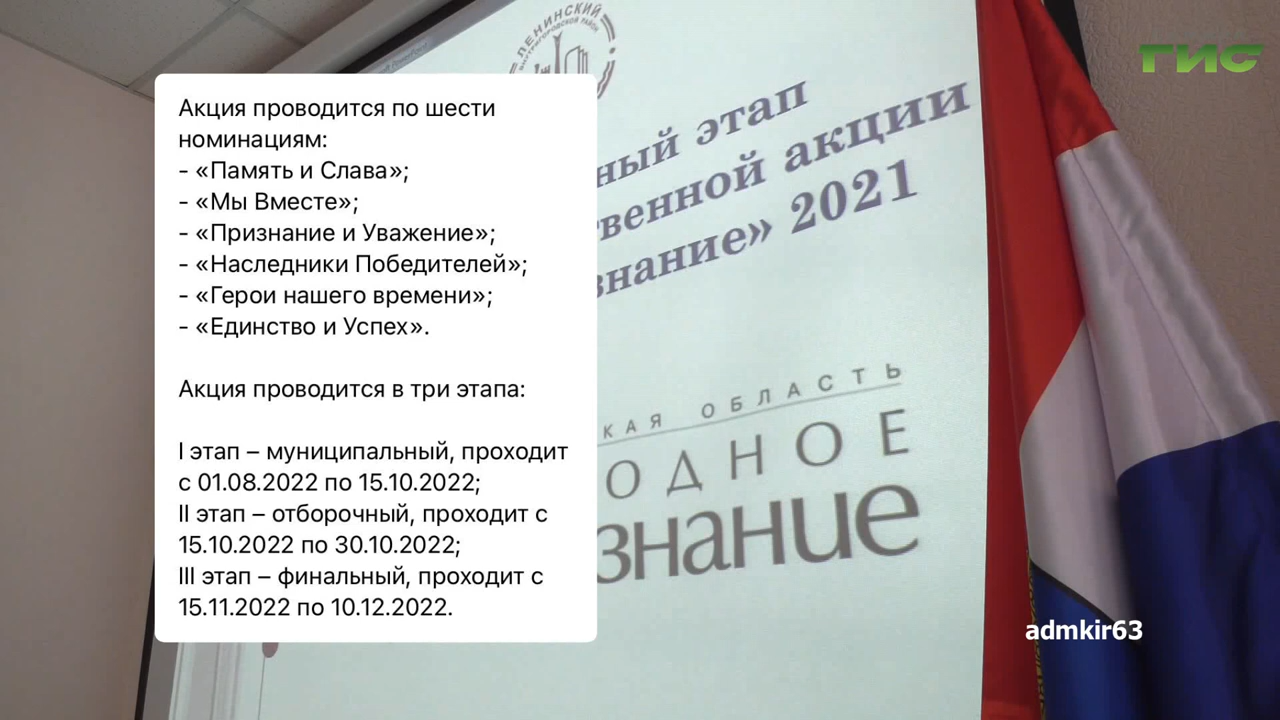 ГИС
ЛЕНИНСКИЙ
Акция проводится по шести
номинациям:
- «Память и Слава»;
- «Мы Вместе»;
- «Признание и Уважение»;
- «Наследники Победителей»;
- «Герои нашего времени»;
- «Единство и Успех».
Акция проводится в три этапа:
I этап – муниципальный, проходит
с 01.08.2022 по 15.10.2022;
II этап – отборочный, проходит с
15.10.2022 по 30.10.2022;
III этап – финальный, проходит с
15.11.2022 по 10.12.2022.
ный этап
твенной акции
знание» 2021
КАЯ ОБЛАСТЬ
ОДНОЕ
знание
admkir63